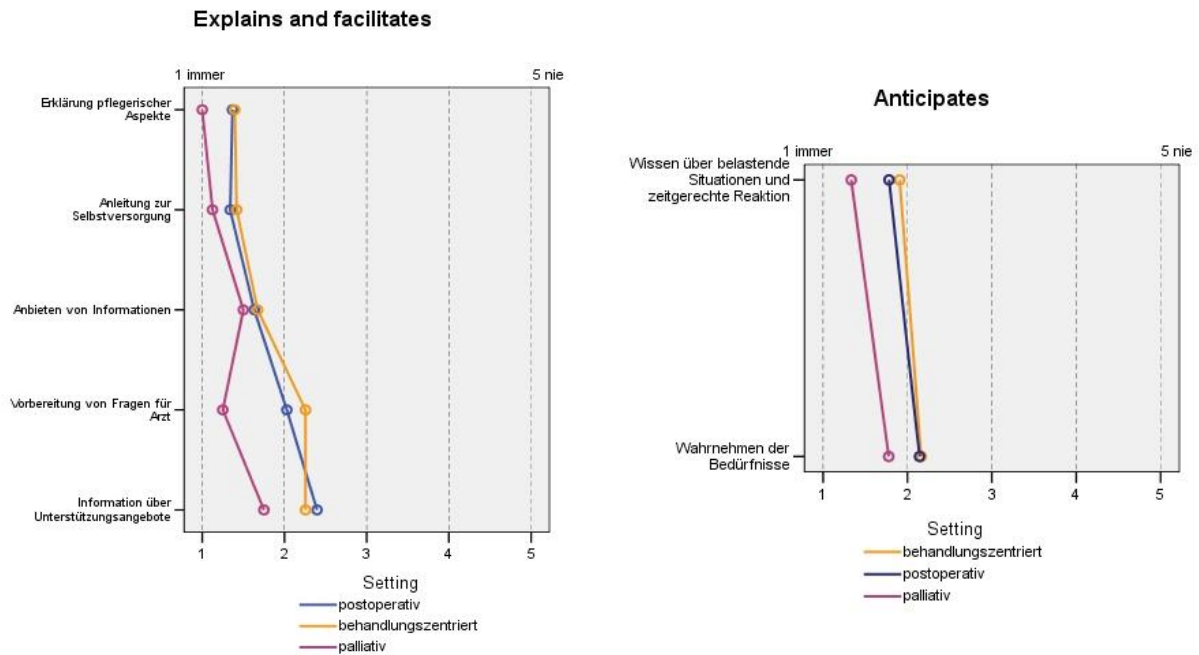 Explains and facilitates
1 immer 5 nie
Erklärung pflegerischer
Aspekte
Anleitung zur
Selbstversorgung
Anbieten von Informationen
Vorbereitung von Fragen für
Arzt
Information über
Unterstützungsangebote
1 2 3 4 5
Setting
postoperativ
behandlungszentriert
palliativ
Anticipates
1 immer 5 nie
Wissen über belastende
Situationen und
zeitgerechte Reaktion
Wahrnehmen der
Bedürfnisse
1 2 3 4 5
Setting
behandlungszentriert
postoperativ
palliativ